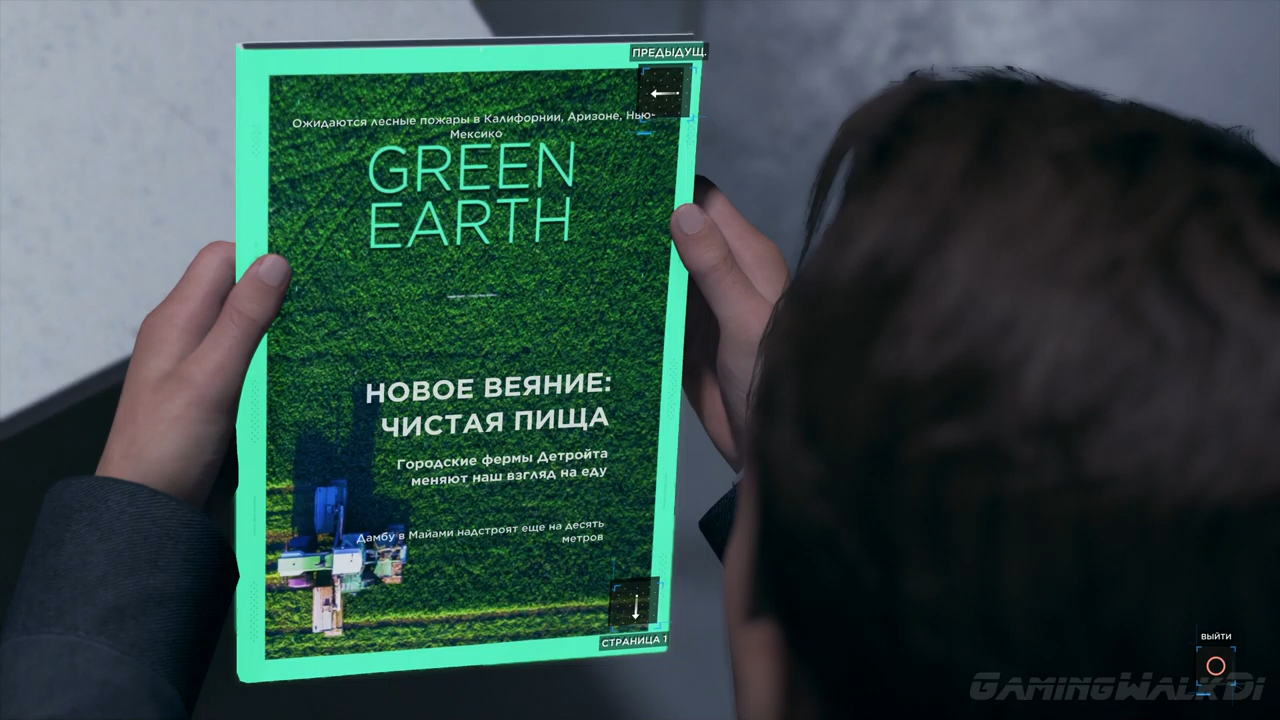 ПРЕДЫДУЩ.
Ожидаются лесные пожары в Калифорнии, Аризоне, Нью-
Мексико
GREEN
EARTH
НОВОЕ ВЕЯНИЕ:
ЧИСТАЯ ПИЩА
Городские фермы Детройта
меняют наш взгляд на еду
Дамбу в Майами надстроят еще на десять
метров
СТРАНИЦА 1
ВЫЙТИ
GamingWalkDi